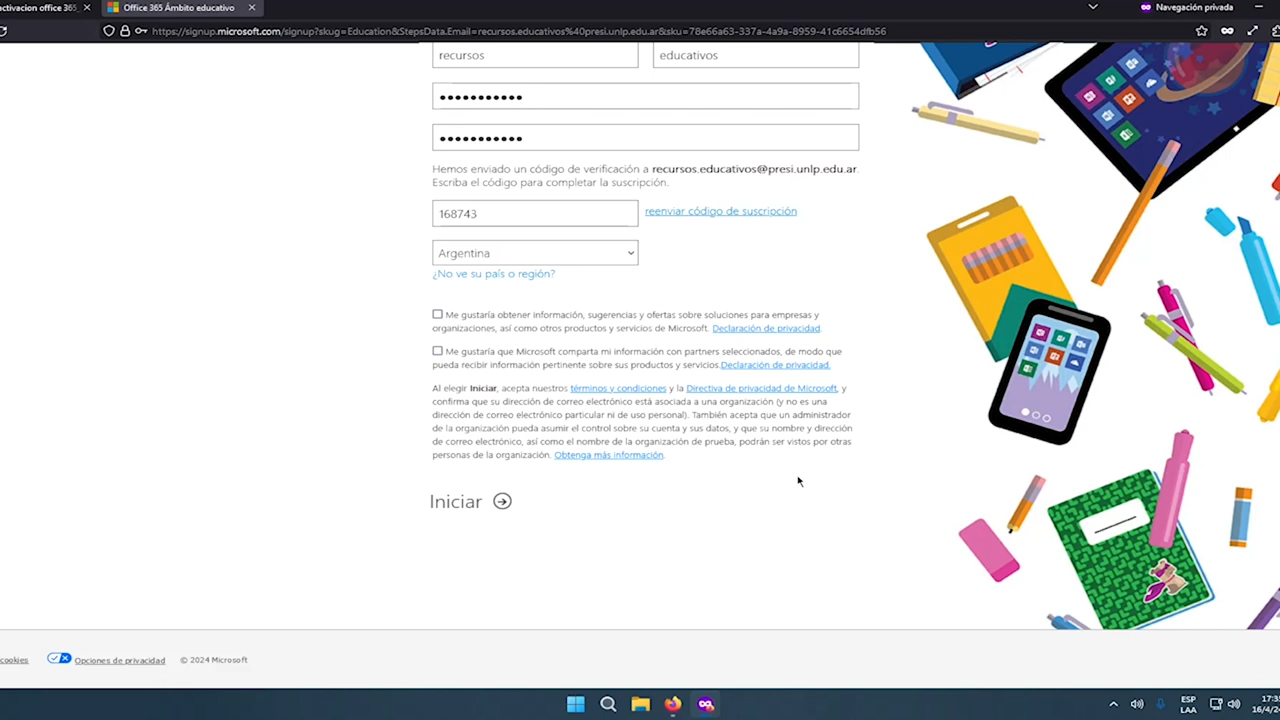 activacion office 365
Office 365 Ámbito educativo
Navegación privada
https://signup.microsoft.com/signup?skug=Education&StepsData.Email=recursos.educativos%40presi.unlp.edu.ar&sku=78e66a63-337a-4a9a-8959-41c6654dfb56
recursos educativos
Hemos enviado un código de verificación a recursos.educativos@presi.unlp.edu.ar.
Escriba el código para completar la suscripción.
168743 reenviar código de suscripción
Argentina
¿No ve su país o región?
Me gustaría obtener información, sugerencias y ofertas sobre soluciones para empresas y
organizaciones, así como otros productos y servicios de Microsoft. Declaración de privacidad.
Me gustaría que Microsoft comparta mi información con partners seleccionados, de modo que
pueda recibir información pertinente sobre sus productos y servicios.Declaración de privacidad.
Al elegir Iniciar, acepta nuestros términos y condiciones y la Directiva de privacidad de Microsoft, y
confirma que su dirección de correo electrónico está asociada a una organización (y no es una
dirección de correo electrónico particular ni de uso personal). También acepta que un administrador
de la organización pueda asumir el control sobre su cuenta y sus datos, y que su nombre y dirección
de correo electrónico, así como el nombre de la organización de prueba, podrán ser vistos por otras
personas de la organización. Obtenga más información.
Iniciar
cookies Opciones de privacidad © 2024 Microsoft
ESP
LAA
17:35
16/4/24